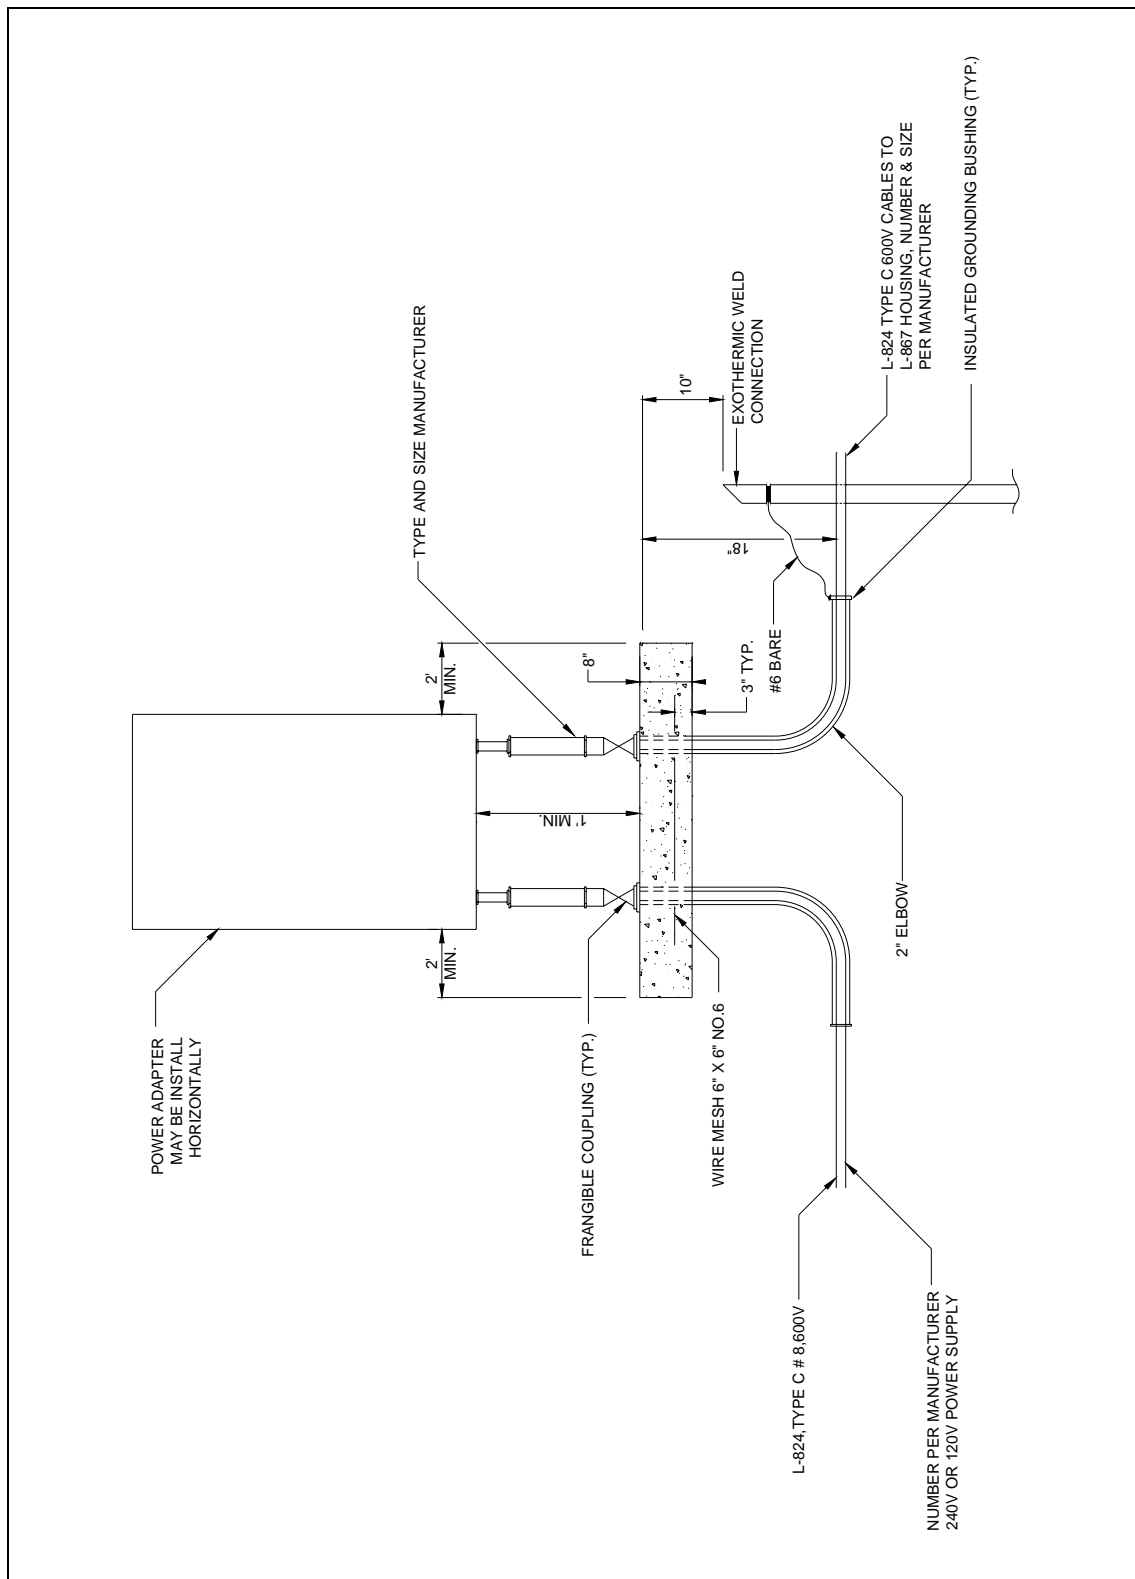 POWER ADAPTER
MAY BE INSTALL
HORIZONTALLY
2'
MIN.
2'
MIN.
TYPE AND SIZE MANUFACTURER
1' MIN.
FRANGIBLE COUPLING (TYP.)
8"
10"
3" TYP.
18"
WIRE MESH 6" X 6" NO.6
EXOTHERMIC WELD
CONNECTION
#6 BARE
L-824,TYPE C # 8,600V
2" ELBOW
L-824 TYPE C 600V CABLES TO
L-867 HOUSING, NUMBER & SIZE
PER MANUFACTURER
NUMBER PER MANUFACTURER
240V OR 120V POWER SUPPLY
INSULATED GROUNDING BUSHING (TYP.)